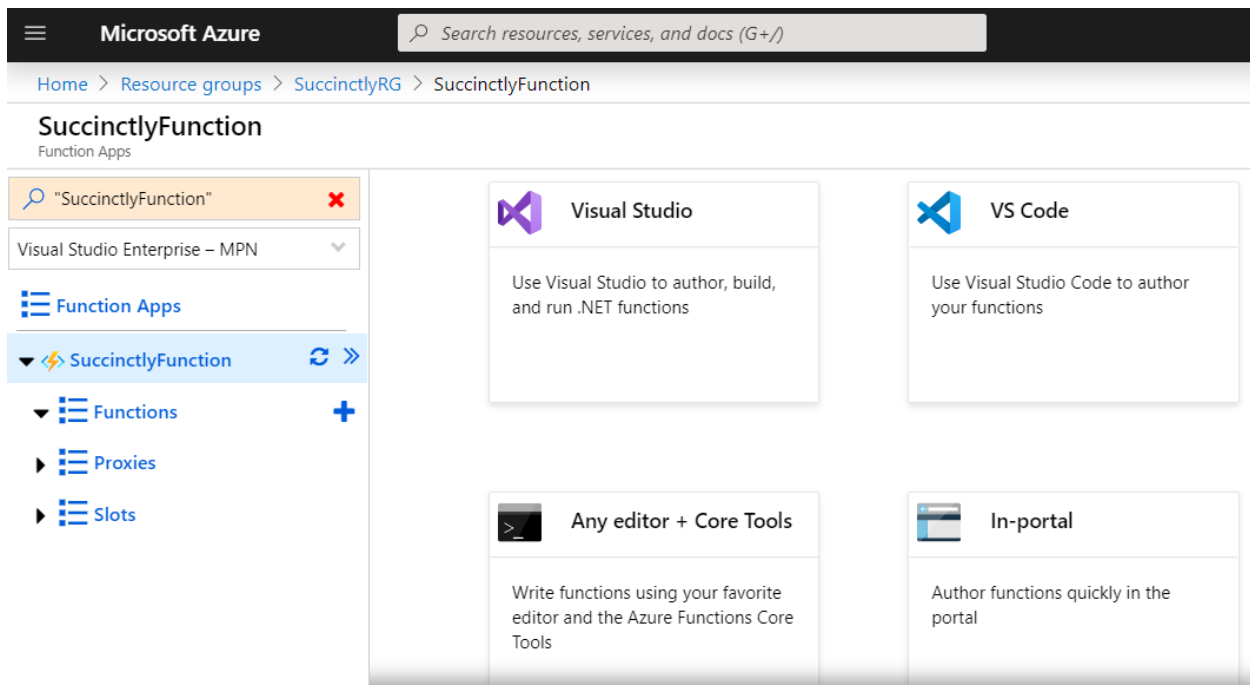 Microsoft Azure
Search resources, services, and docs (G+/)
Home > Resource groups > SuccinctlyRG > SuccinctlyFunction
SuccinctlyFunction
Function Apps
"SuccinctlyFunction"
Visual Studio Enterprise – MPN
Function Apps
SuccinctlyFunction
Functions
Proxies
Slots
Visual Studio
Use Visual Studio to author, build,
and run .NET functions
VS Code
Use Visual Studio Code to author
your functions
Any editor + Core Tools
Write functions using your favorite
editor and the Azure Functions Core
Tools
In-portal
Author functions quickly in the
portal